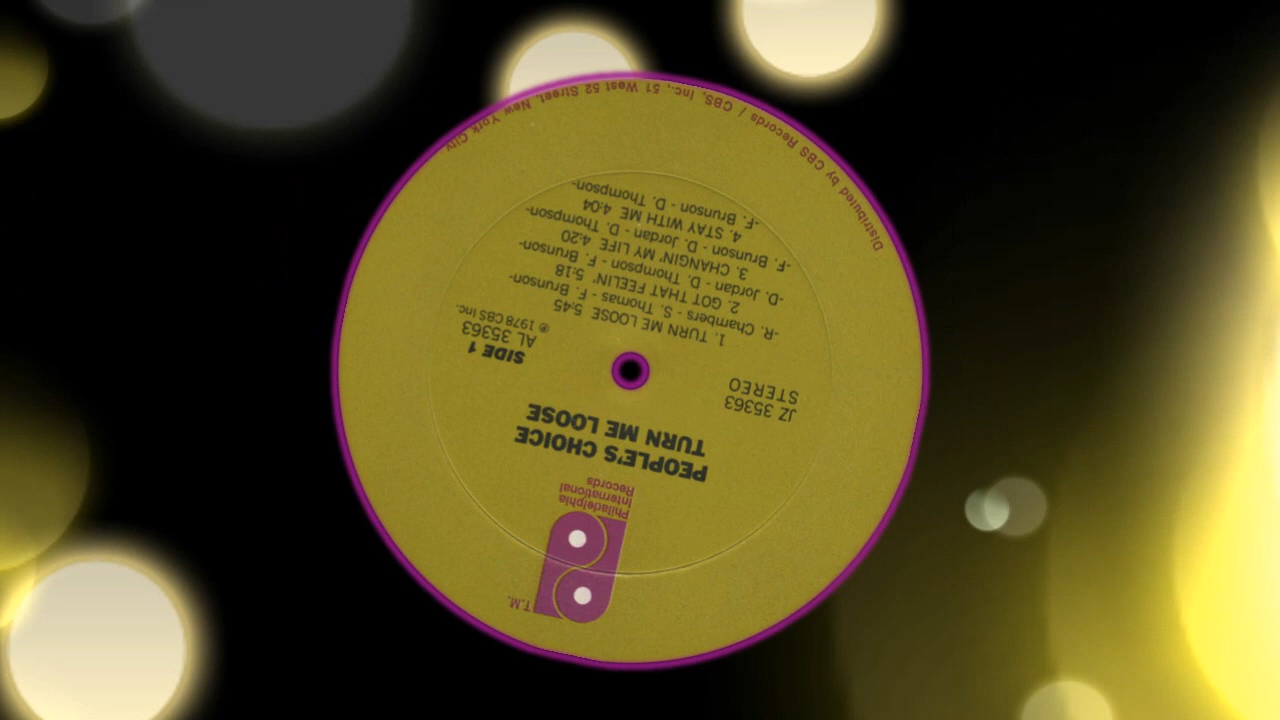 T.M.
Philadelphia
International
Records
PEOPLE'S CHOICE
TURN ME LOOSE
JZ 35363
STEREO
SIDE 1
AL 35363
℗ 1978 CBS Inc.
1. TURN ME LOOSE 5:45
-R. Chambers - S. Thomas - F. Brunson-
2. GOT THAT FEELIN' 5:18
-D. Jordan - D. Thompson - F. Brunson-
3. CHANGIN' MY LIFE 4:20
-F. Brunson - D. Jordan - D. Thompson-
4. STAY WITH ME 4:04
-F. Brunson - D. Thompson-
Distributed by CBS Records / CBS, Inc., 51 West 52 Street, New York City